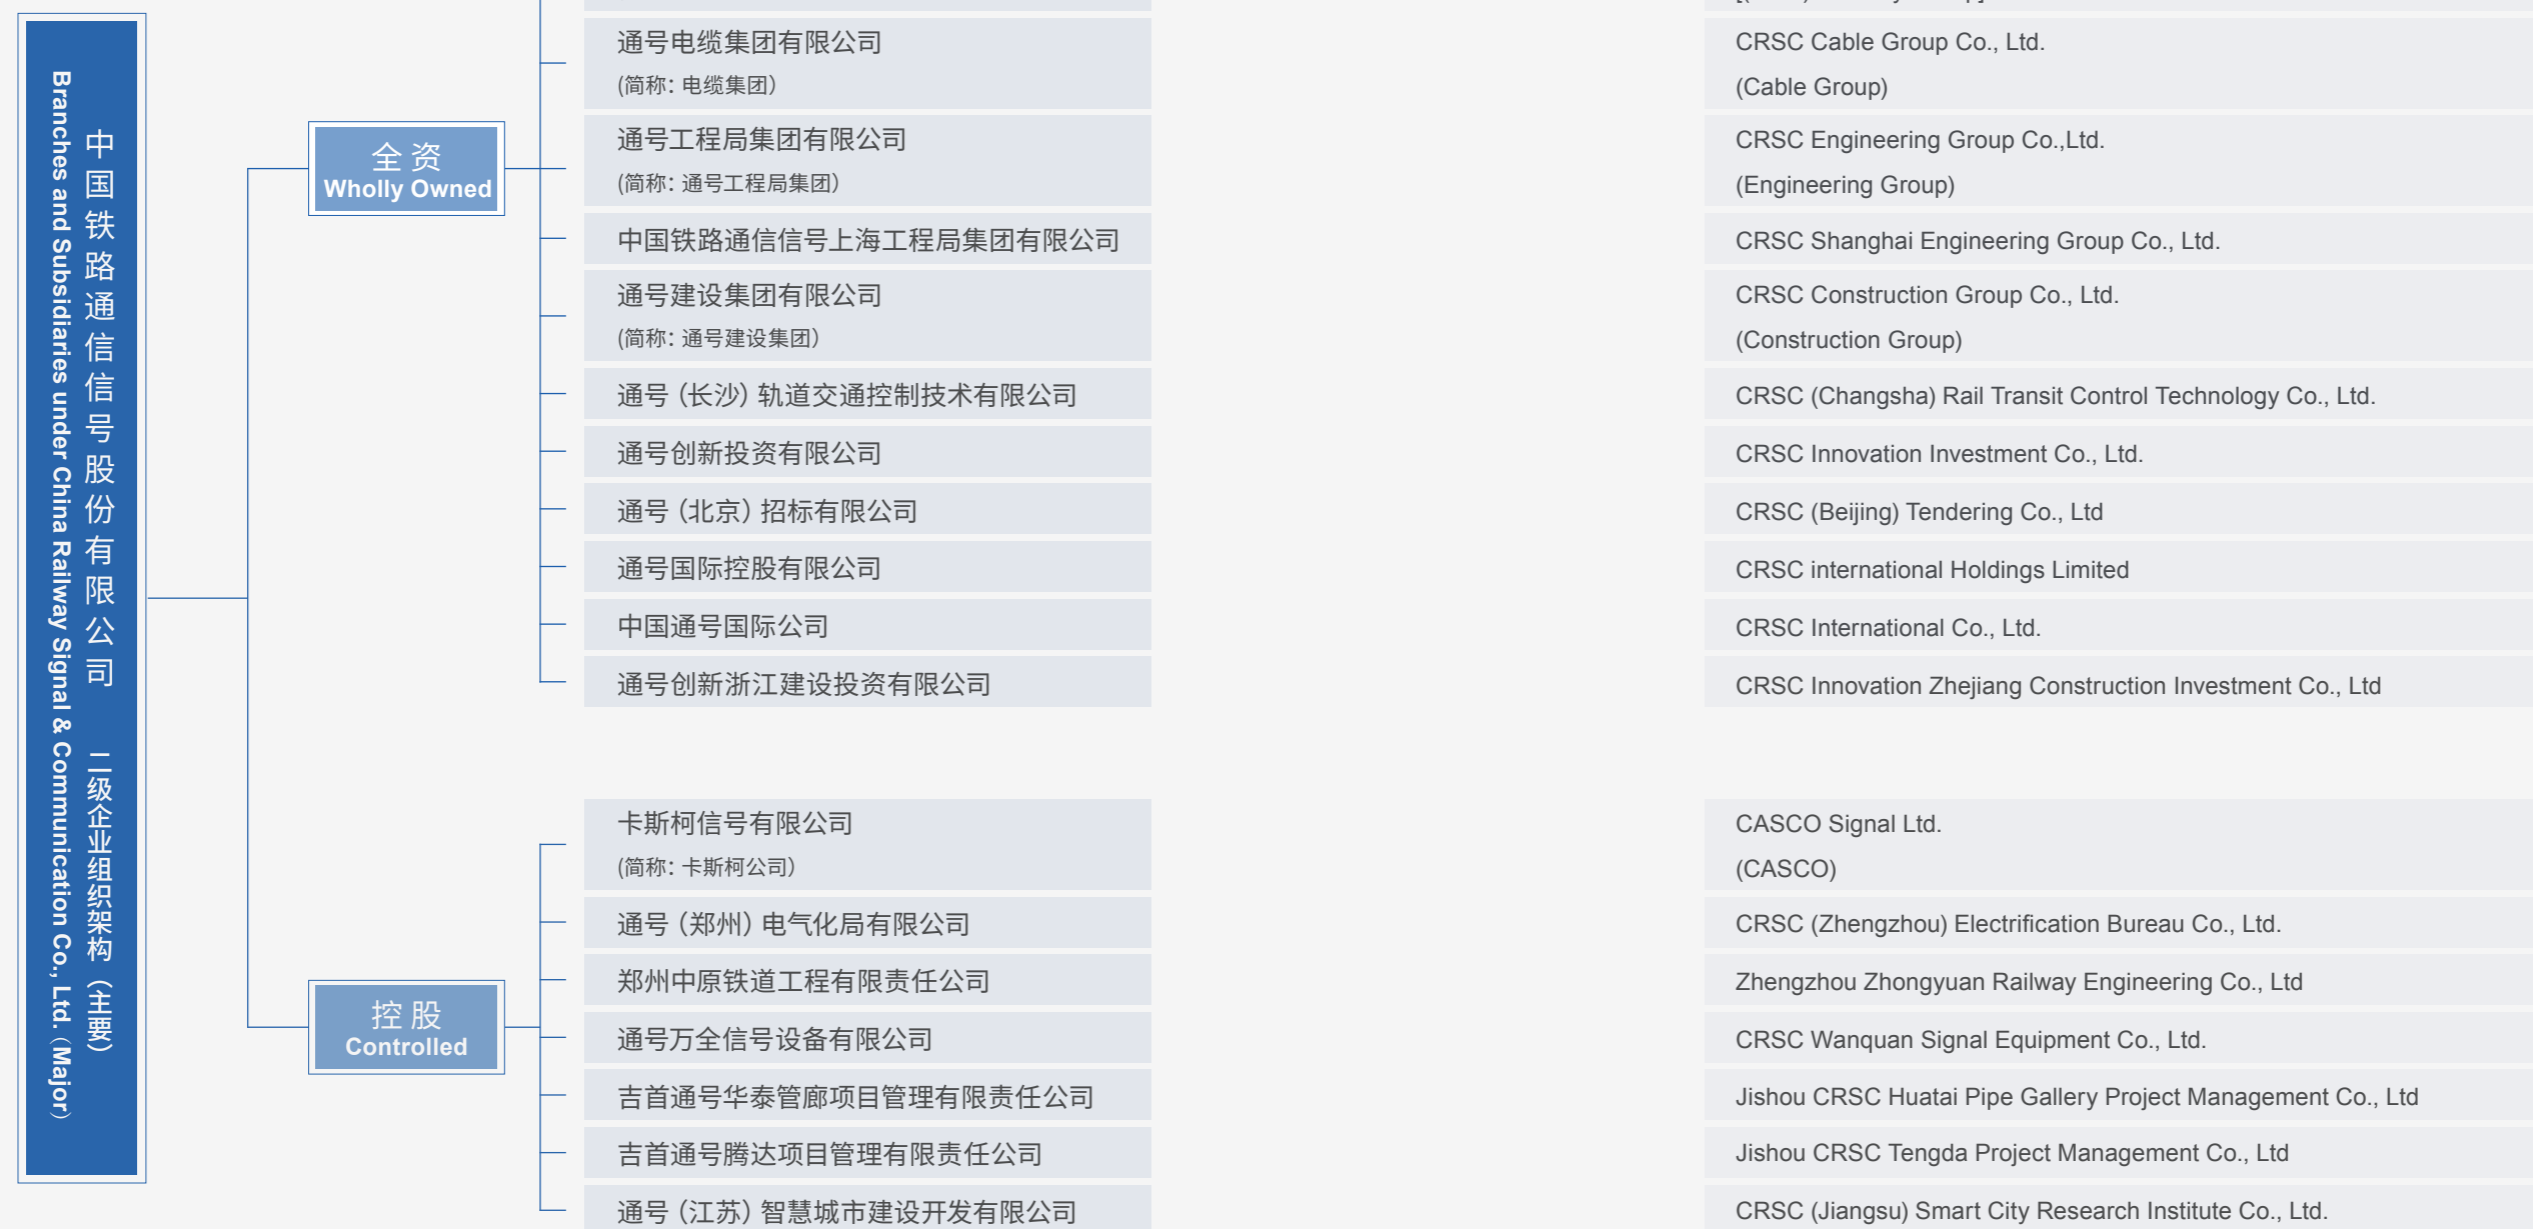 中国铁路通信信号股份有限公司 二级企业组织架构（主要）
Branches and Subsidiaries under China Railway Signal & Communication Co., Ltd.（Major）
全资
Wholly Owned
通号电缆集团有限公司
(简称：电缆集团）
CRSC Cable Group Co., Ltd.
(Cable Group)
通号工程局集团有限公司
(简称：通号工程局集团）
CRSC Engineering Group Co.,Ltd.
(Engineering Group)
中国铁路通信信号上海工程局集团有限公司
CRSC Shanghai Engineering Group Co., Ltd.
通号建设集团有限公司
(简称：通号建设集团）
CRSC Construction Group Co., Ltd.
(Construction Group)
通号（长沙）轨道交通控制技术有限公司
CRSC (Changsha) Rail Transit Control Technology Co., Ltd.
通号创新投资有限公司
CRSC Innovation Investment Co., Ltd.
通号（北京）招标有限公司
CRSC (Beijing) Tendering Co., Ltd
通号国际控股有限公司
CRSC international Holdings Limited
中国通号国际公司
CRSC International Co., Ltd.
通号创新浙江建设投资有限公司
CRSC Innovation Zhejiang Construction Investment Co., Ltd
控股
Controlled
卡斯柯信号有限公司
(简称：卡斯柯公司）
CASCO Signal Ltd.
(CASCO)
通号（郑州）电气化局有限公司
CRSC (Zhengzhou) Electrification Bureau Co., Ltd.
郑州中原铁道工程有限责任公司
Zhengzhou Zhongyuan Railway Engineering Co., Ltd
通号万全信号设备有限公司
CRSC Wanquan Signal Equipment Co., Ltd.
吉首通号华泰管廊项目管理有限责任公司
Jishou CRSC Huatai Pipe Gallery Project Management Co., Ltd
吉首通号腾达项目管理有限责任公司
Jishou CRSC Tengda Project Management Co., Ltd
通号（江苏）智慧城市建设开发有限公司
CRSC (Jiangsu) Smart City Research Institute Co., Ltd.